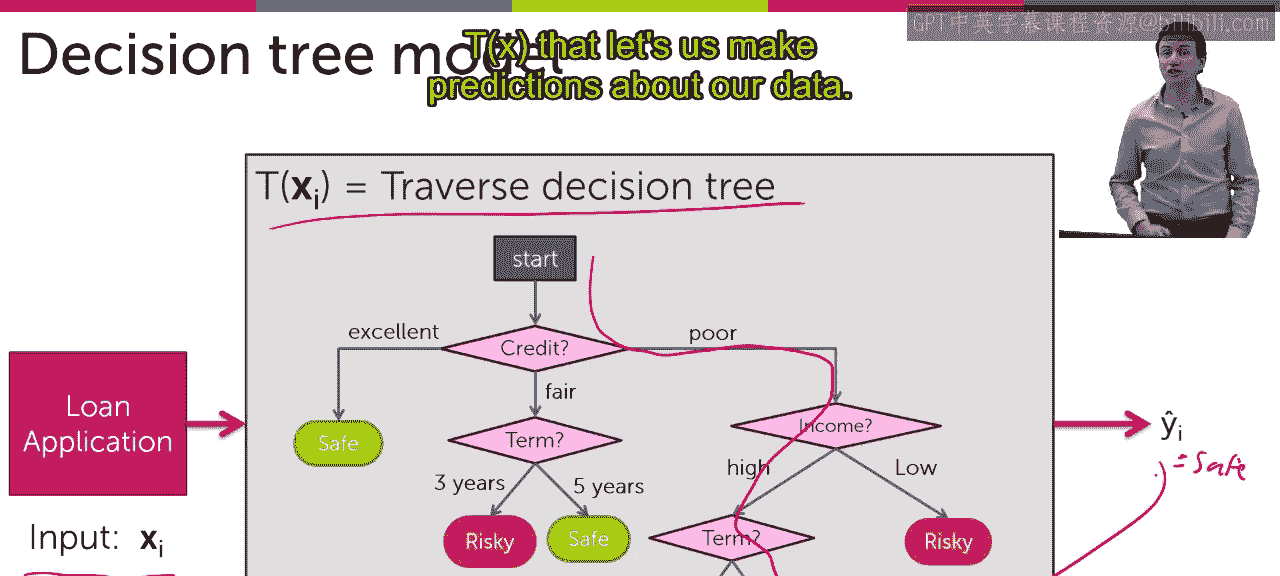 GPT中英字幕课程资源@bilibili.com
Decision tree model
T(x) that let's us make
predictions about our data.
T(xi) = Traverse decision tree
start
excellent
Credit?
poor
fair
Loan
Application
Safe
Term?
Income?
ŷi
= Safe
3 years
5 years
high
Low
Input: xi
Risky
Safe
Term?
Risky